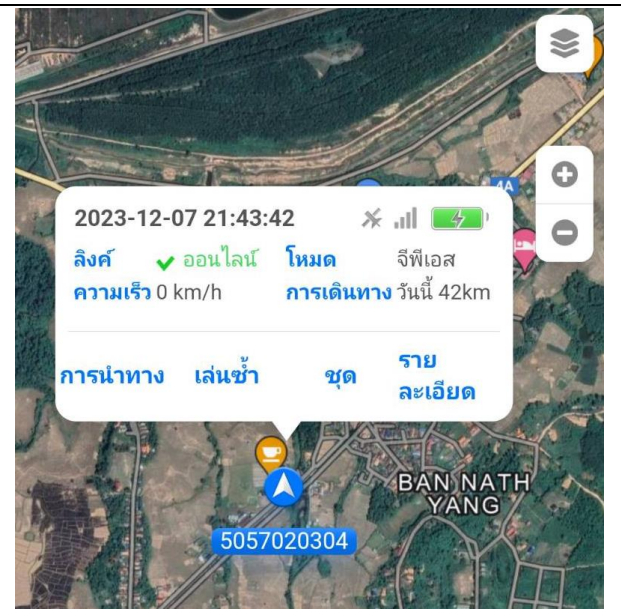 4A
2023-12-07 21:43:42
ลิงค์ ออนไลน์ โหมด จีพีเอส
ความเร็ว 0 km/h การเดินทาง วันนี้ 42km
การนำทาง เล่นซ้ำ ชุด ราย
ละเอียด
BAN NATH
YANG
5057020304